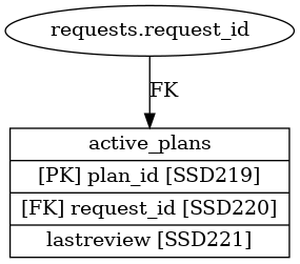 requests.request_id
FK
active_plans
[PK] plan_id [SSD219]
[FK] request_id [SSD220]
lastreview [SSD221]